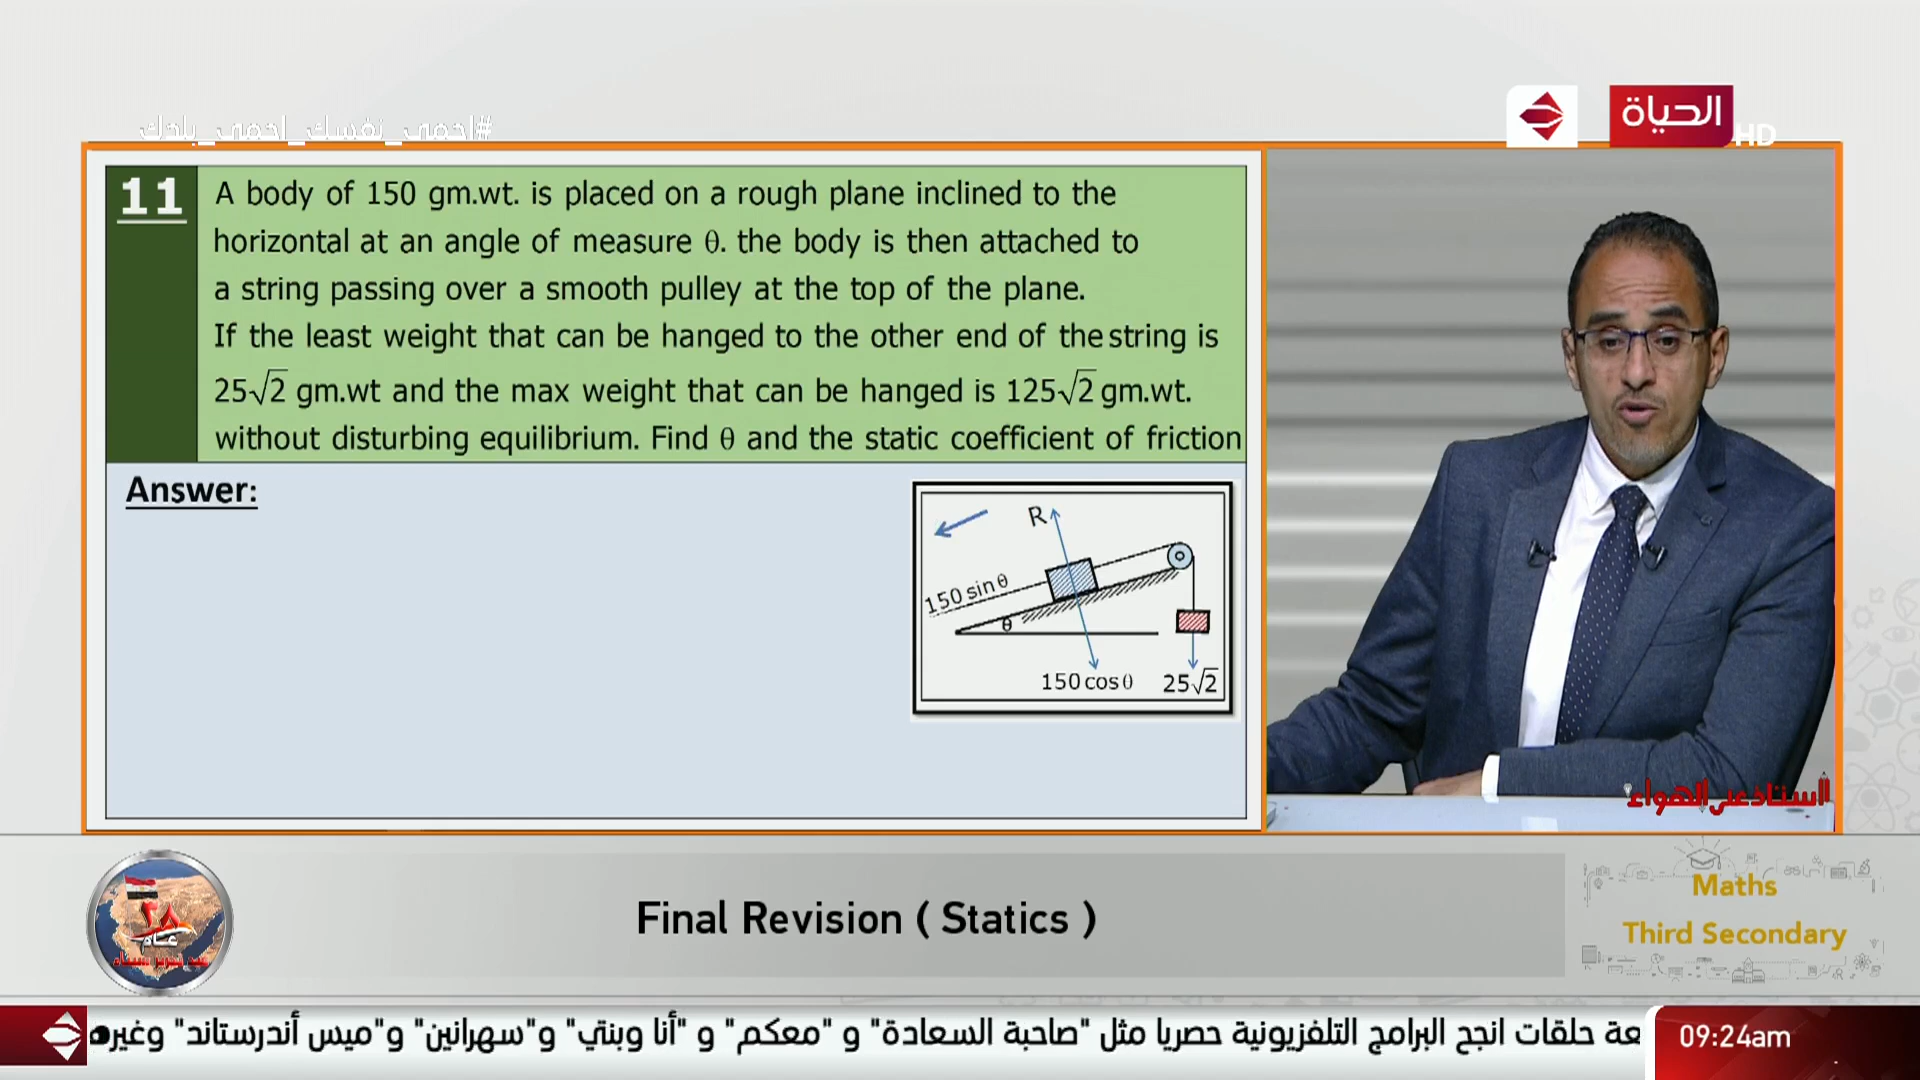 #احمي_نفسك_احمي_بلدك
الحياة
HD
11
A body of 150 gm.wt. is placed on a rough plane inclined to the
horizontal at an angle of measure θ. the body is then attached to
a string passing over a smooth pulley at the top of the plane.
If the least weight that can be hanged to the other end of the string is
25√2 gm.wt and the max weight that can be hanged is 125√2 gm.wt.
without disturbing equilibrium. Find θ and the static coefficient of friction
Answer:
R
150 sin θ
θ
150 cos θ
25√2
أستاذ على الهواء
٣٨
عام
Final Revision ( Statics )
Maths
Third Secondary
عة حلقات انجح البرامج التلفزيونية حصريا مثل "صاحبة السعادة" و "معكم" و "أنا وبنتي" و"سهرانين" و"ميس أندرستاند" وغيره
09:24am